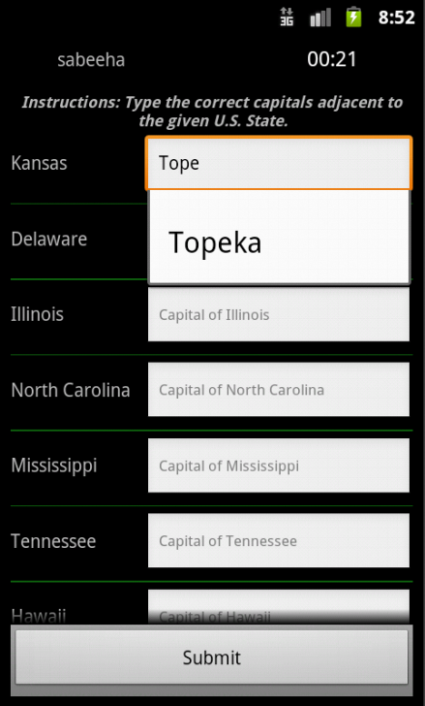 3G 8:52
sabeeha 00:21
Instructions: Type the correct capitals adjacent to
the given U.S. State.
Kansas Tope
Topeka
Delaware
Illinois Capital of Illinois
North Carolina Capital of North Carolina
Mississippi Capital of Mississippi
Tennessee Capital of Tennessee
Hawaii Capital of Hawaii
Submit